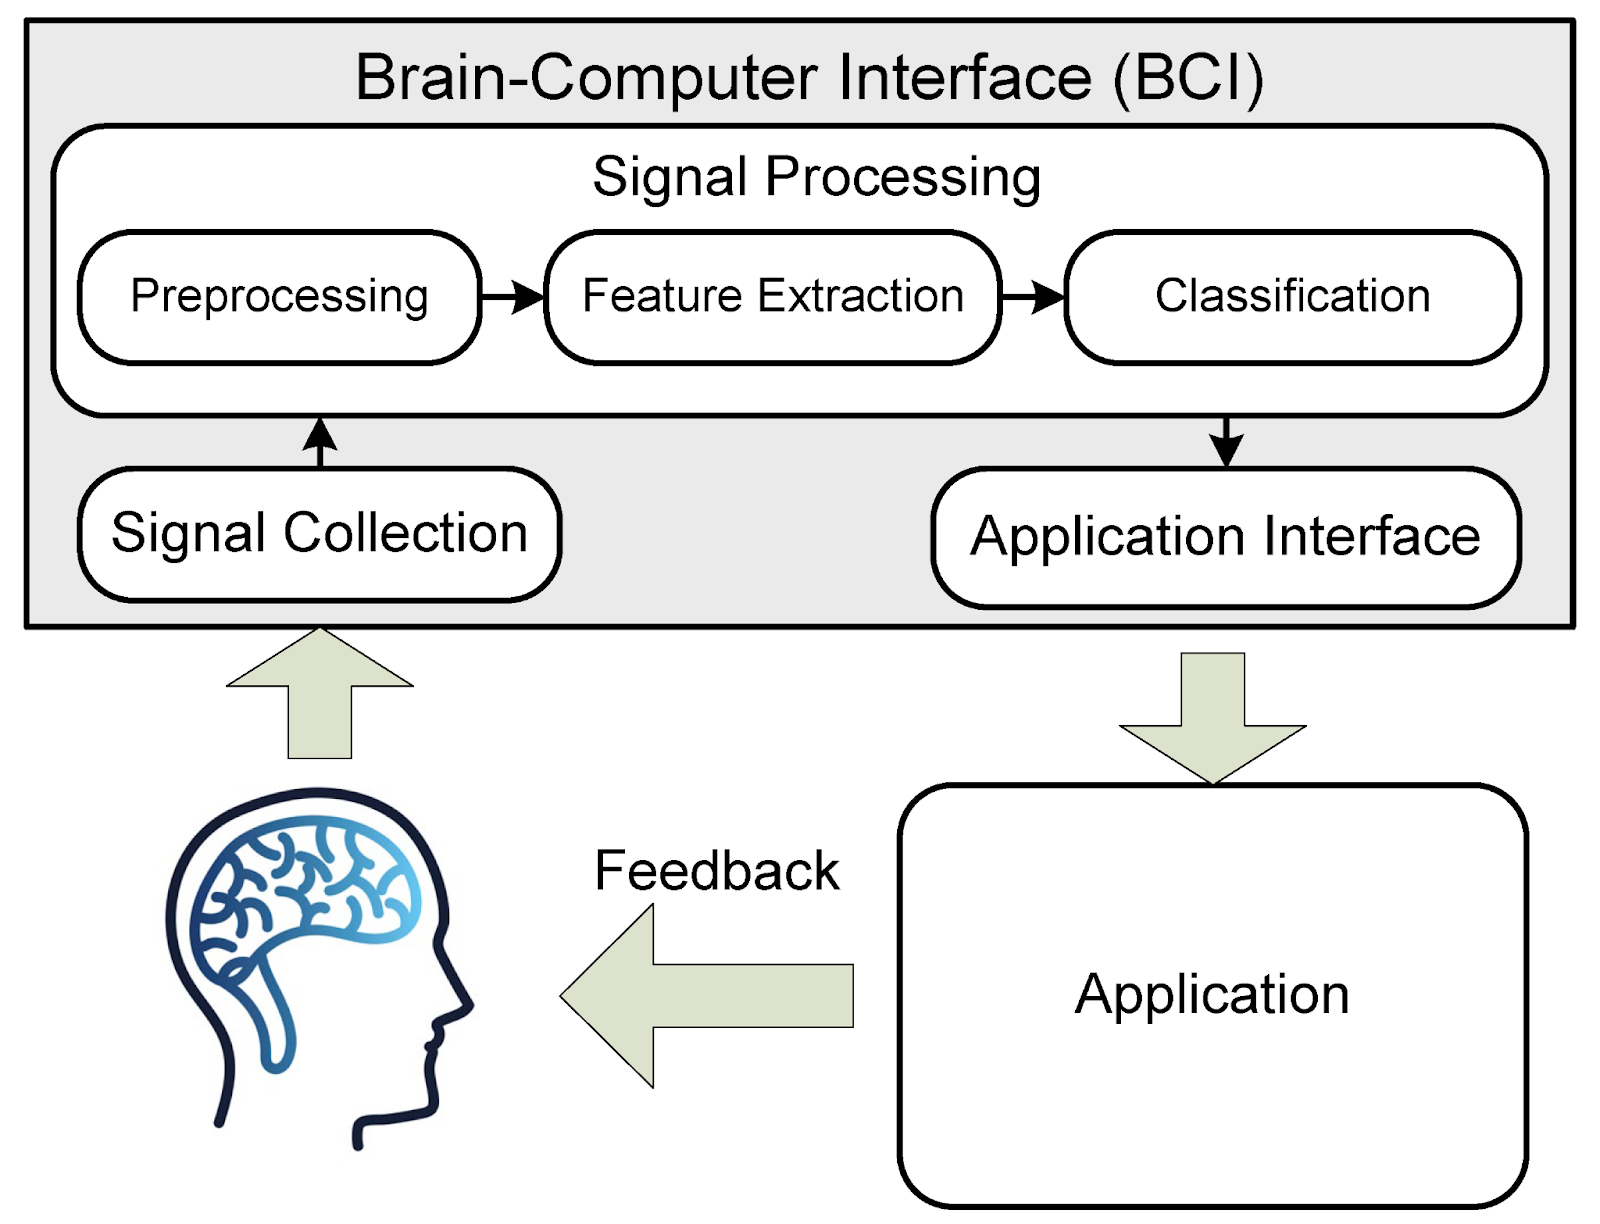 Brain-Computer Interface (BCI)
Signal Processing
Preprocessing
Feature Extraction
Classification
Signal Collection
Application Interface
Feedback
Application